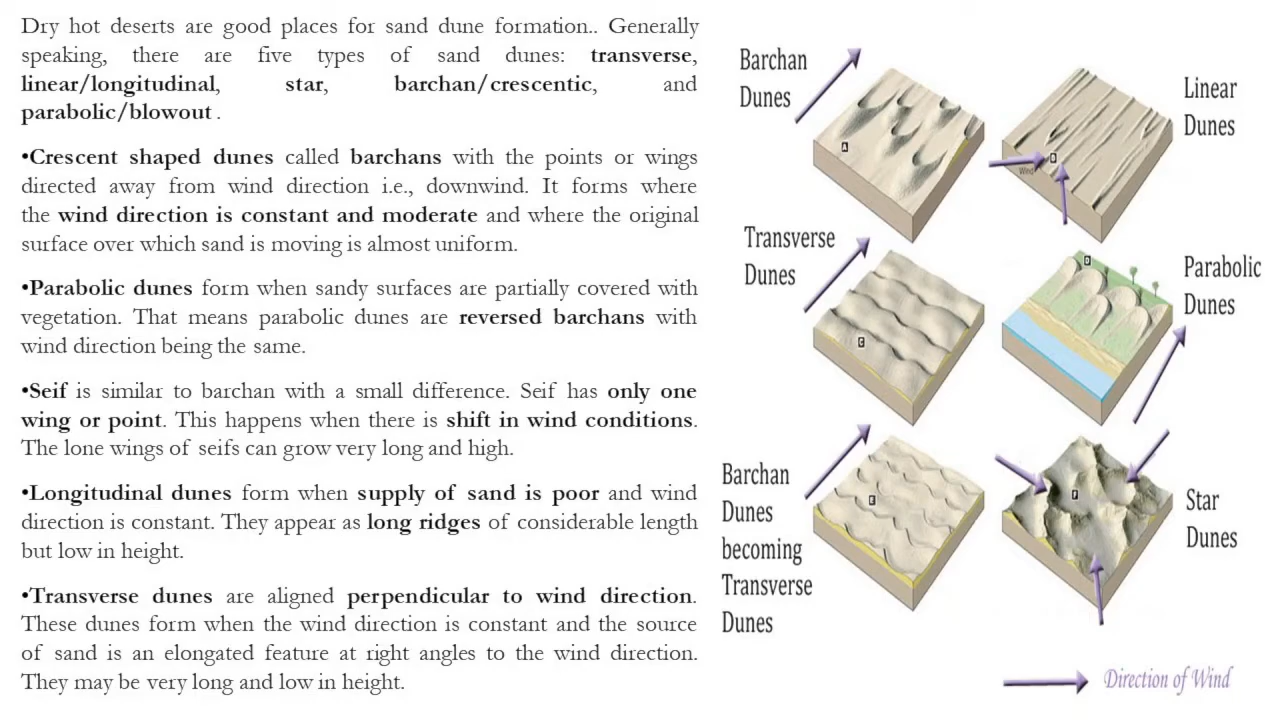 Dry hot deserts are good places for sand dune formation.. Generally
speaking, there are five types of sand dunes: transverse,
linear/longitudinal, star, barchan/crescentic, and
parabolic/blowout .
•Crescent shaped dunes called barchans with the points or wings
directed away from wind direction i.e., downwind. It forms where
the wind direction is constant and moderate and where the original
surface over which sand is moving is almost uniform.
•Parabolic dunes form when sandy surfaces are partially covered with
vegetation. That means parabolic dunes are reversed barchans with
wind direction being the same.
•Seif is similar to barchan with a small difference. Seif has only one
wing or point. This happens when there is shift in wind conditions.
The lone wings of seifs can grow very long and high.
•Longitudinal dunes form when supply of sand is poor and wind
direction is constant. They appear as long ridges of considerable length
but low in height.
•Transverse dunes are aligned perpendicular to wind direction.
These dunes form when the wind direction is constant and the source
of sand is an elongated feature at right angles to the wind direction.
They may be very long and low in height.
Barchan
Dunes
A
Linear
Dunes
B
Wind
Transverse
Dunes
C
Parabolic
Dunes
D
Barchan
Dunes
becoming
Transverse
Dunes
E
Star
Dunes
F
Direction of Wind